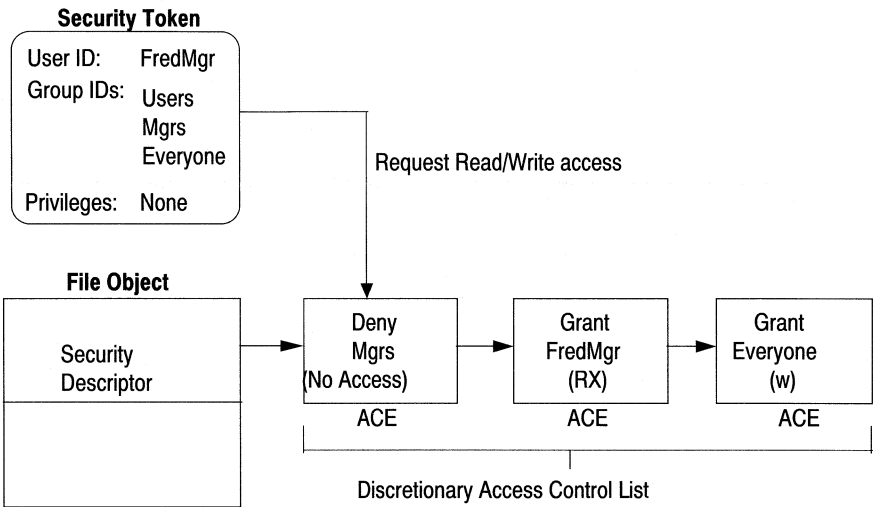 Security Token
User ID: FredMgr
Group IDs: Users
Mgrs
Everyone
Privileges: None
Request Read/Write access
File Object
Security
Descriptor
Deny
Mgrs
(No Access)
ACE
Grant
FredMgr
(RX)
ACE
Grant
Everyone
(w)
ACE
Discretionary Access Control List